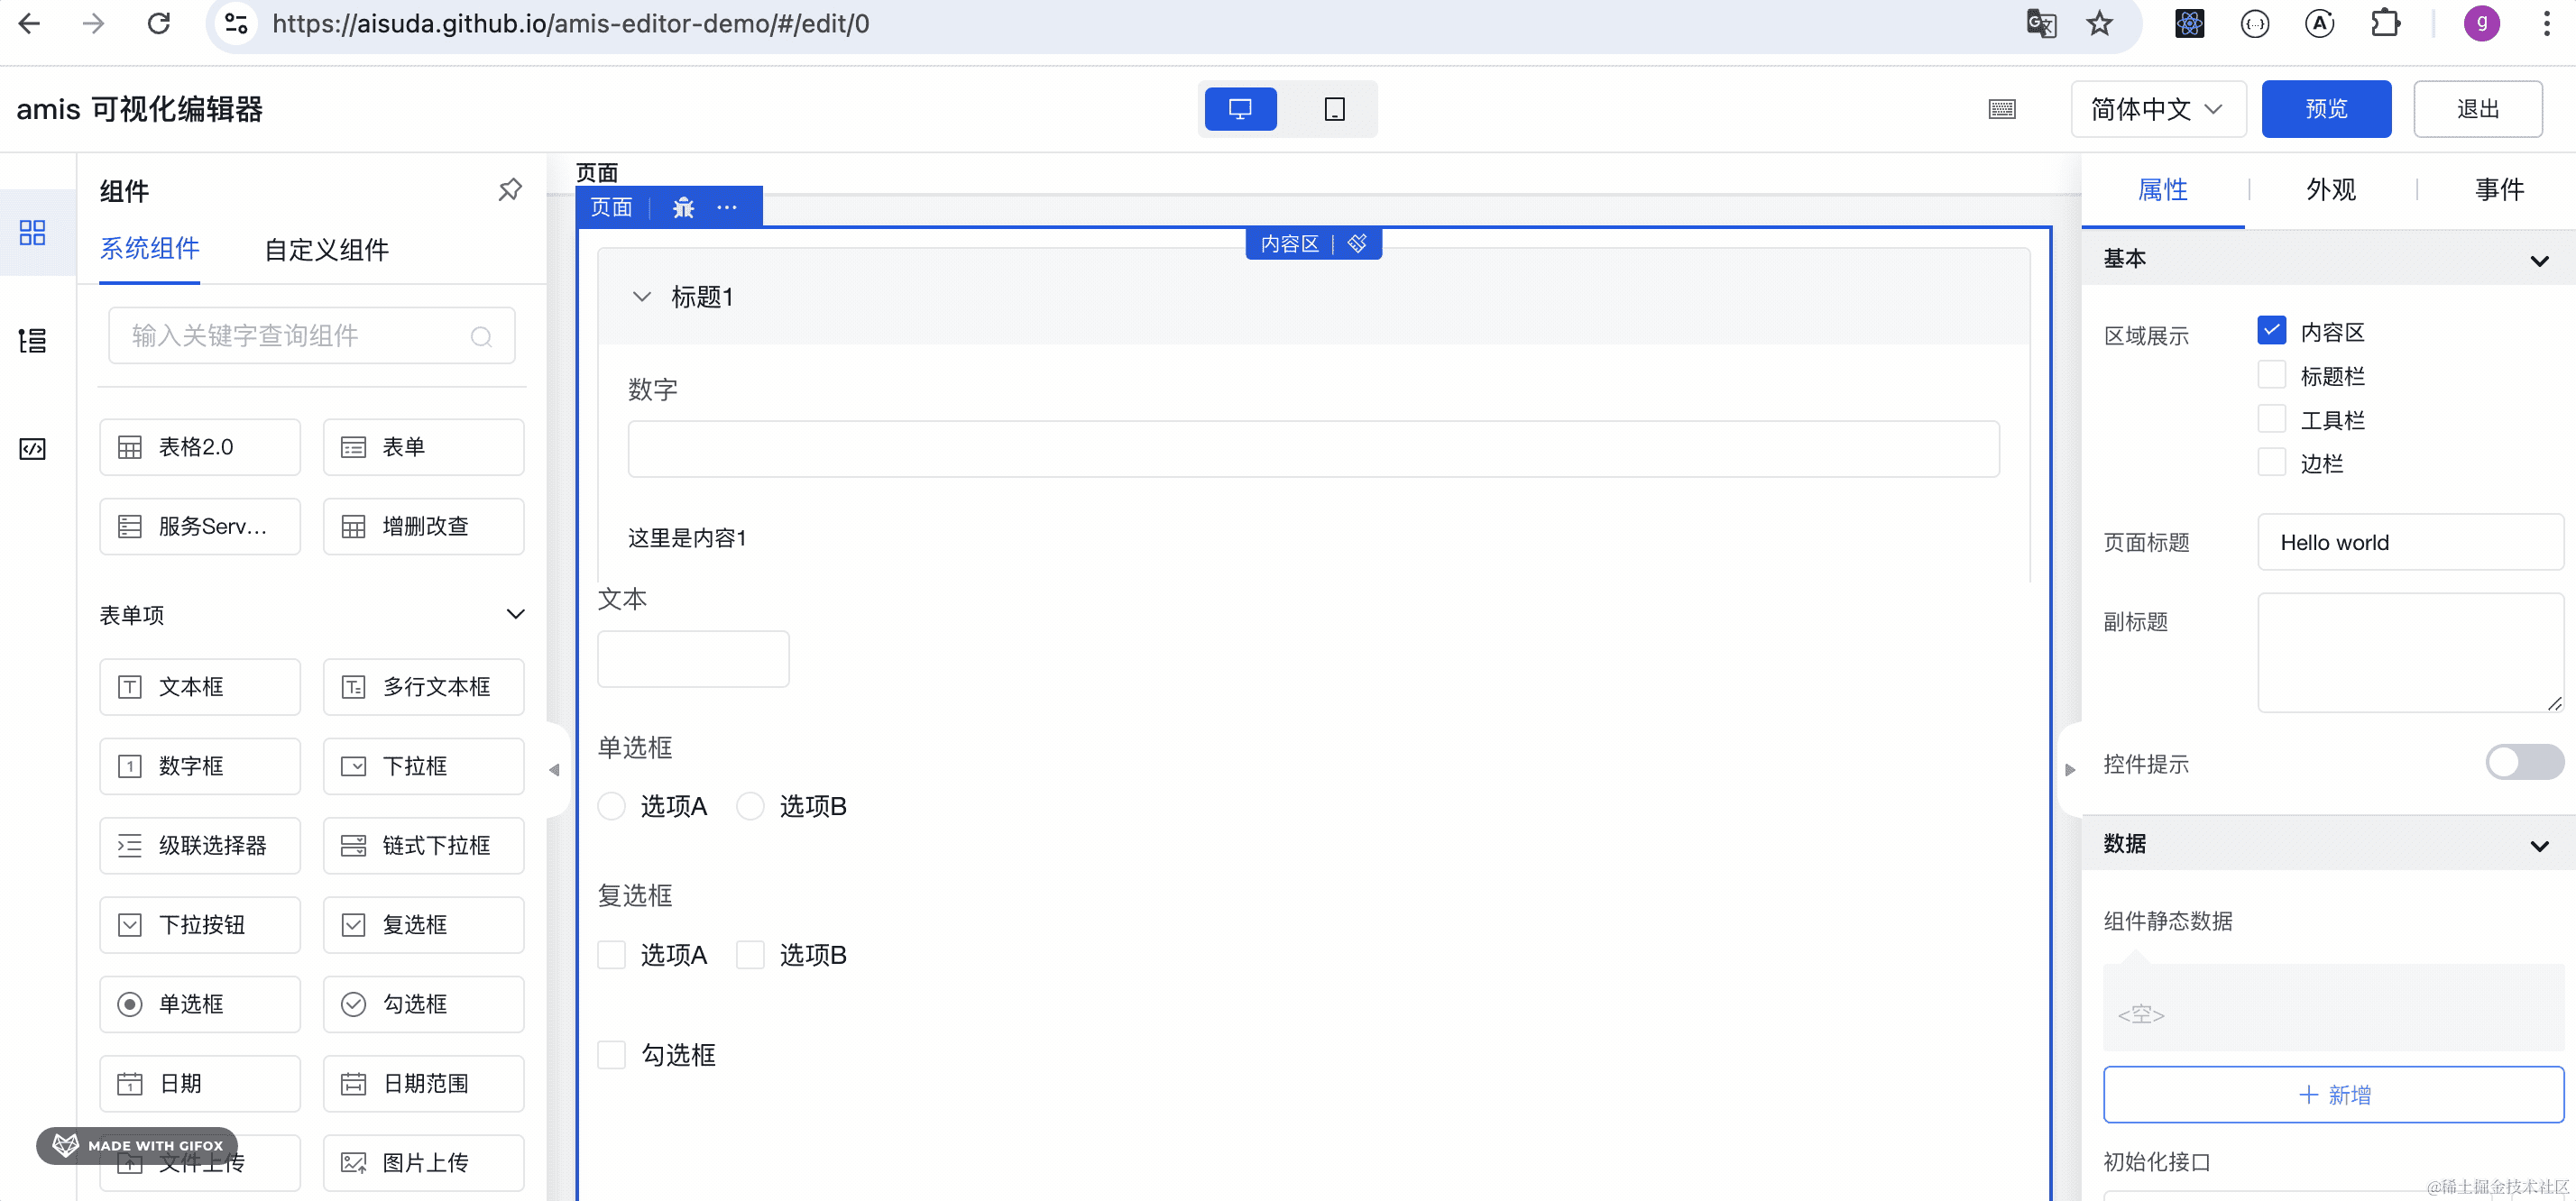 https://aisuda.github.io/amis-editor-demo/#/edit/0
g
amis 可视化编辑器
简体中文
预览
退出
组件
系统组件
自定义组件
输入关键字查询组件
表格2.0
表单
服务Serv...
增删改查
表单项
文本框
多行文本框
数字框
下拉框
级联选择器
链式下拉框
下拉按钮
复选框
单选框
勾选框
日期
日期范围
文件上传
图片上传
MADE WITH GIFOX
页面
页面
内容区
标题1
数字
这里是内容1
文本
单选框
选项A
选项B
复选框
选项A
选项B
勾选框
属性
外观
事件
基本
区域展示
内容区
标题栏
工具栏
边栏
页面标题
Hello world
副标题
控件提示
数据
组件静态数据
<空>
新增
初始化接口
@稀土掘金技术社区